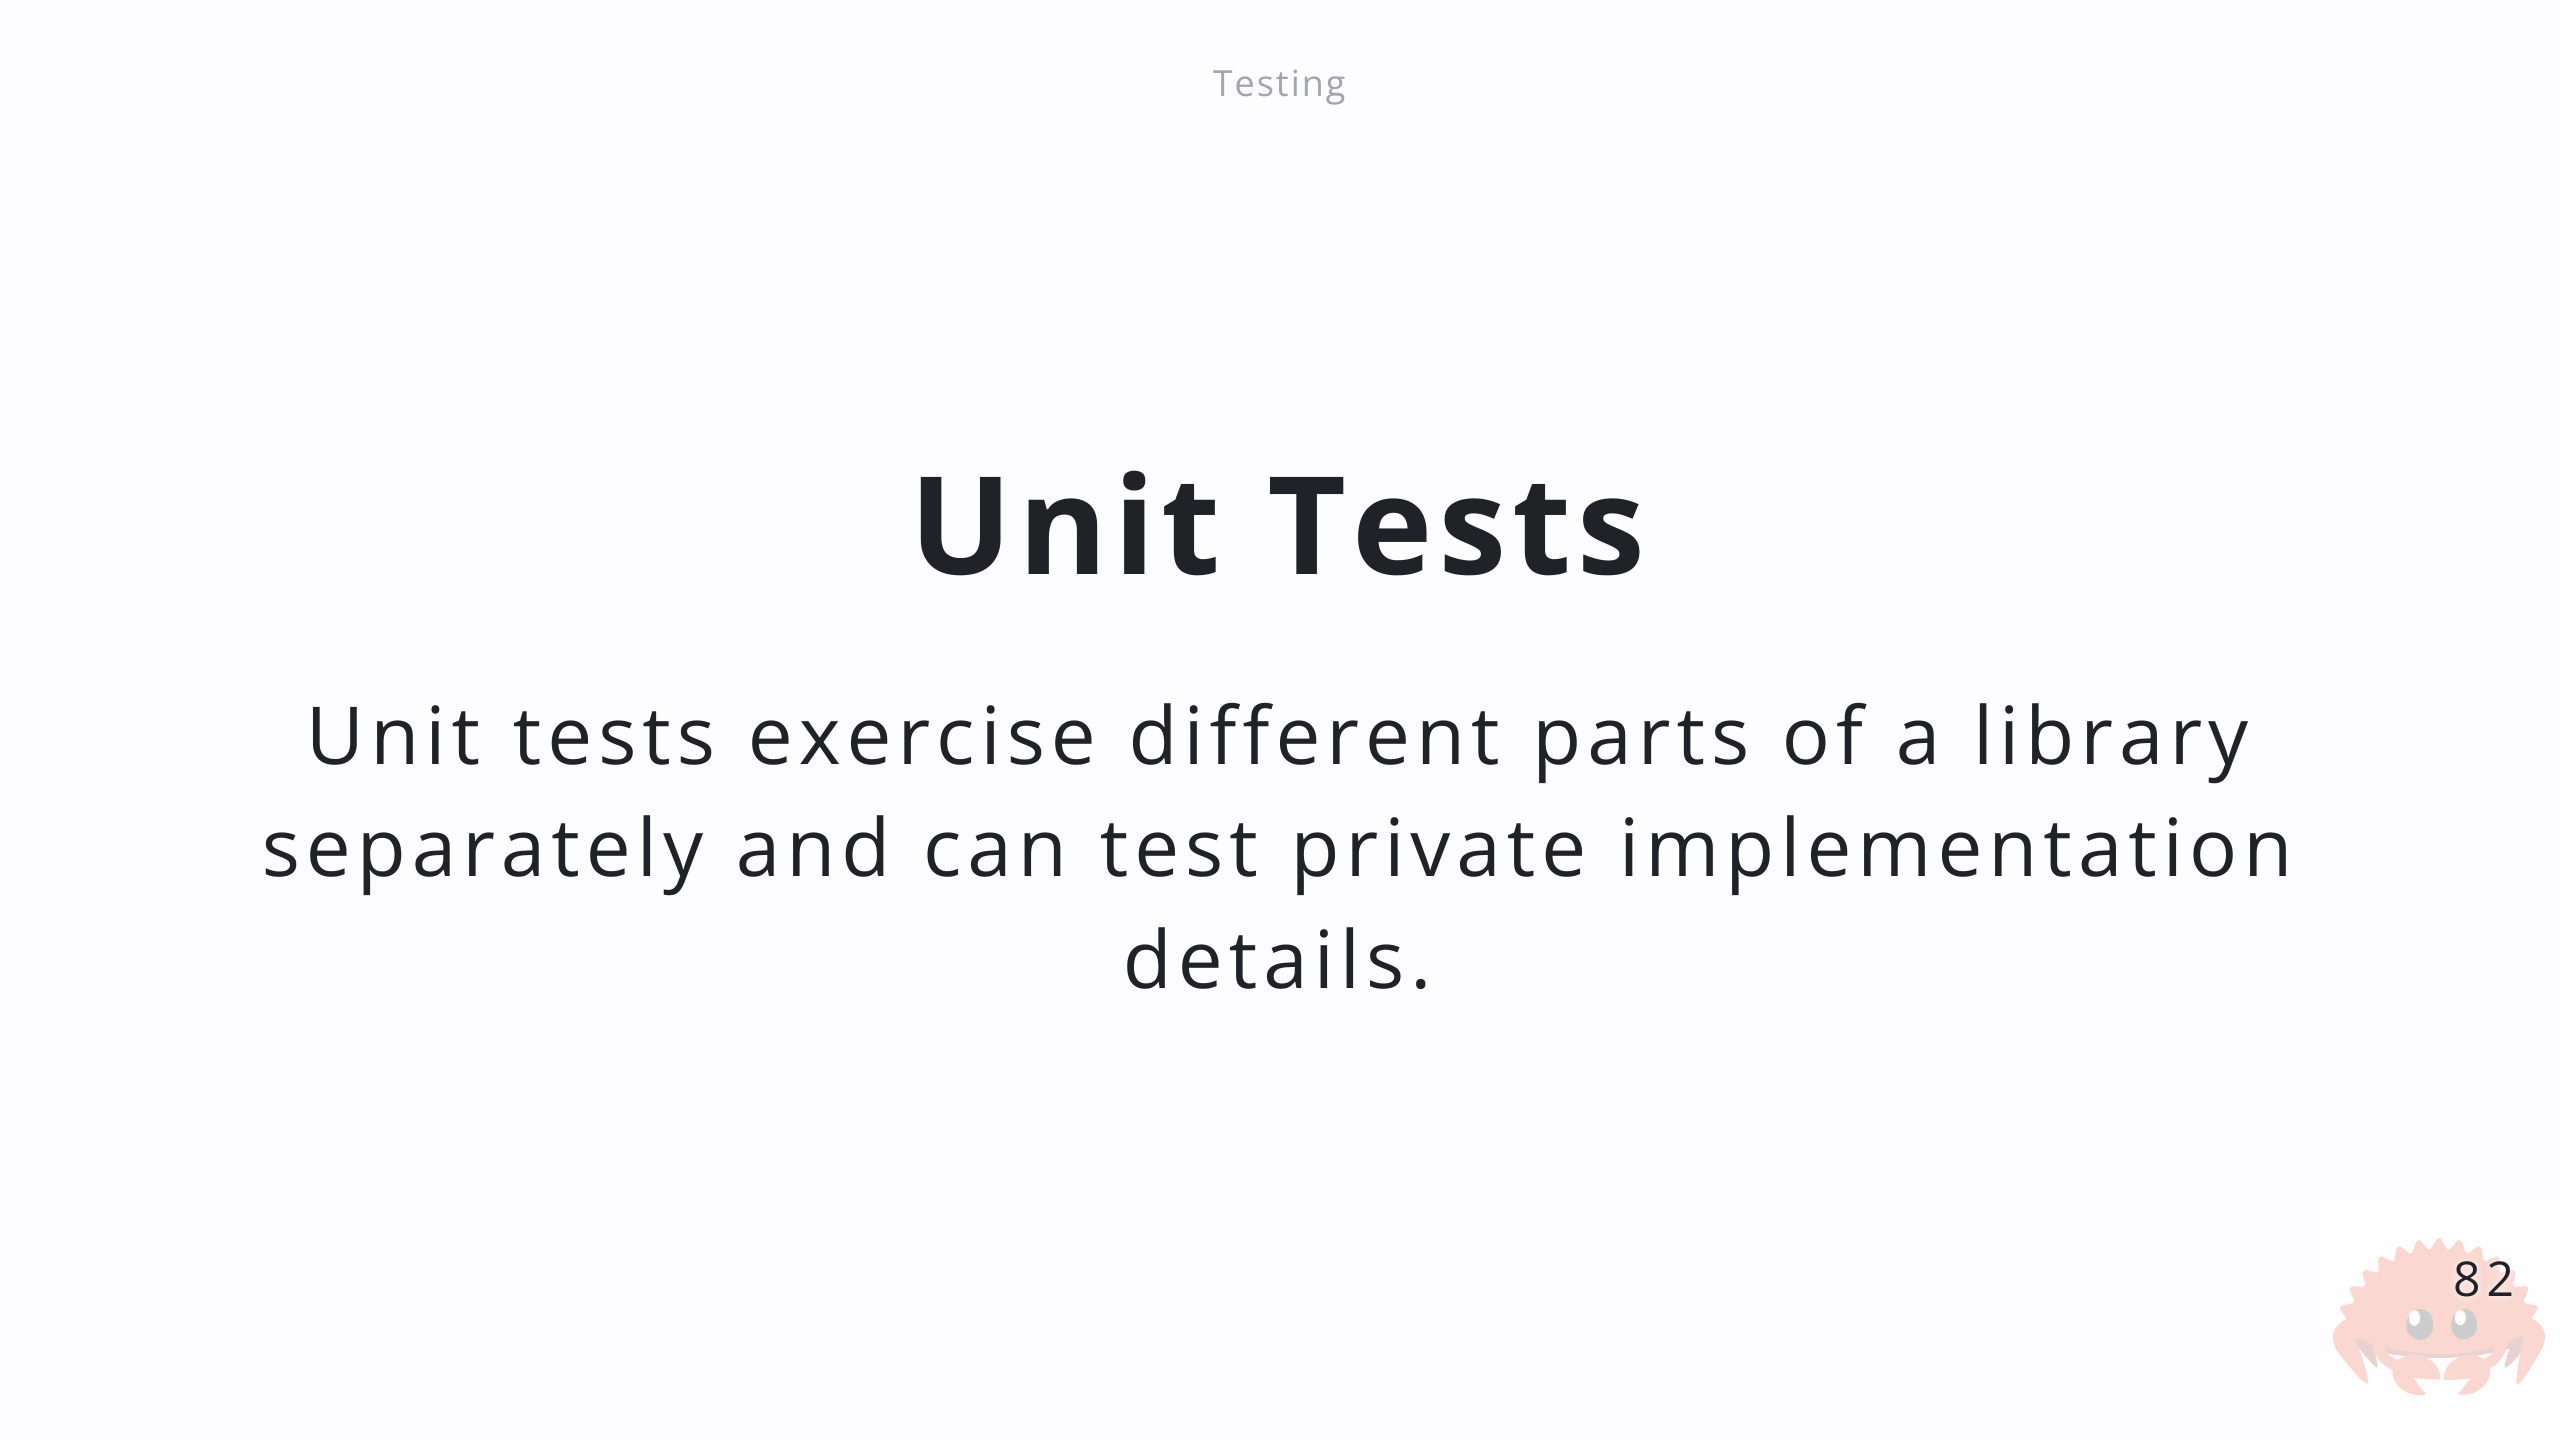 Testing
Unit Tests
Unit tests exercise different parts of a library
separately and can test private implementation
details.
82